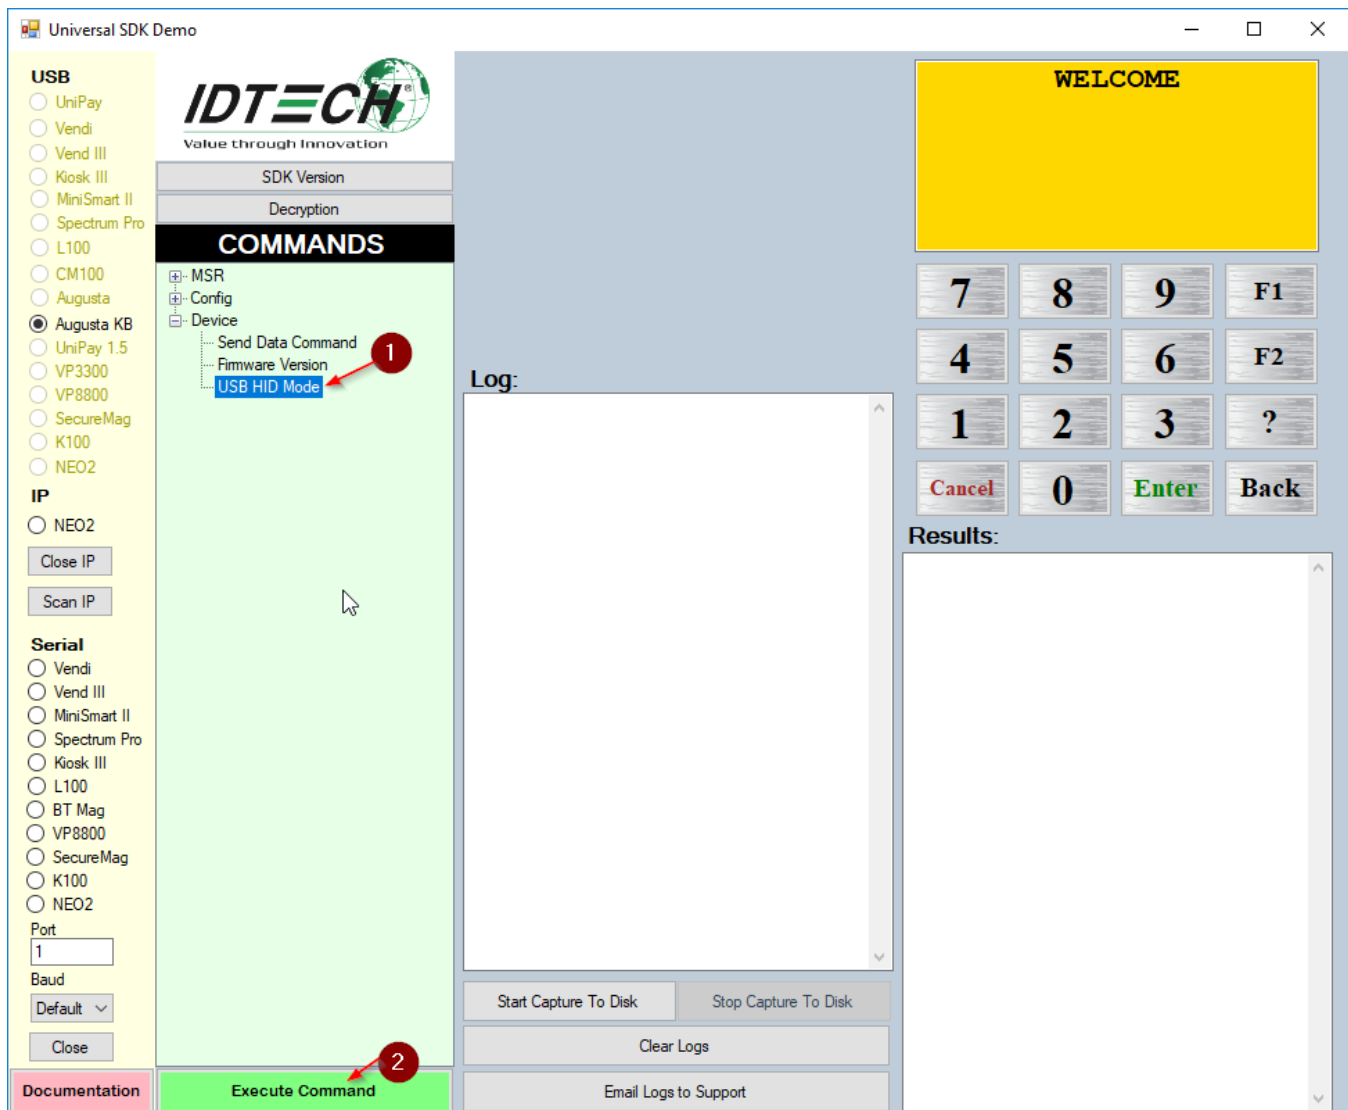 Universal SDK Demo
USB
UniPay
Vendi
Vend III
Kiosk III
MiniSmart II
Spectrum Pro
L100
CM100
Augusta
Augusta KB
UniPay 1.5
VP3300
VP8800
SecureMag
K100
NEO2
IP
NEO2
Close IP
Scan IP
Serial
Vendi
Vend III
MiniSmart II
Spectrum Pro
Kiosk III
L100
BT Mag
VP8800
SecureMag
K100
NEO2
Port
1
Baud
Default
Close
Documentation
IDTECH®
Value through Innovation
SDK Version
Decryption
COMMANDS
MSR
Config
Device
Send Data Command
Firmware Version
USB HID Mode
1
2
Execute Command
Log:
Start Capture To Disk
Stop Capture To Disk
Clear Logs
Email Logs to Support
WELCOME
7 8 9 F1
4 5 6 F2
1 2 3 ?
Cancel 0 Enter Back
Results: